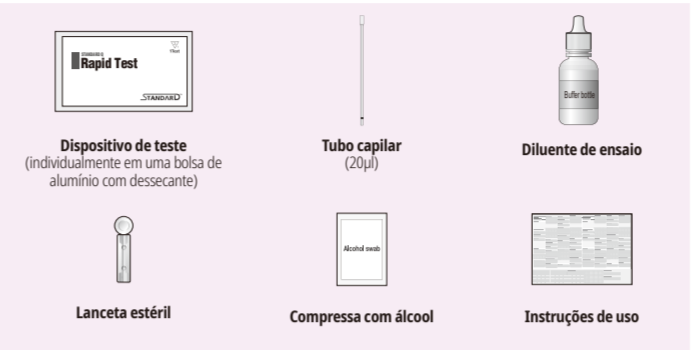 STANDARD Q
Rapid Test
1Test
STANDARD
Buffer bottle
Dispositivo de teste
(individualmente em uma bolsa de
alumínio com dessecante)
Tubo capilar
(20μl)
Diluente de ensaio
Alcohol swab
Lanceta estéril
Compressa com álcool
Instruções de uso